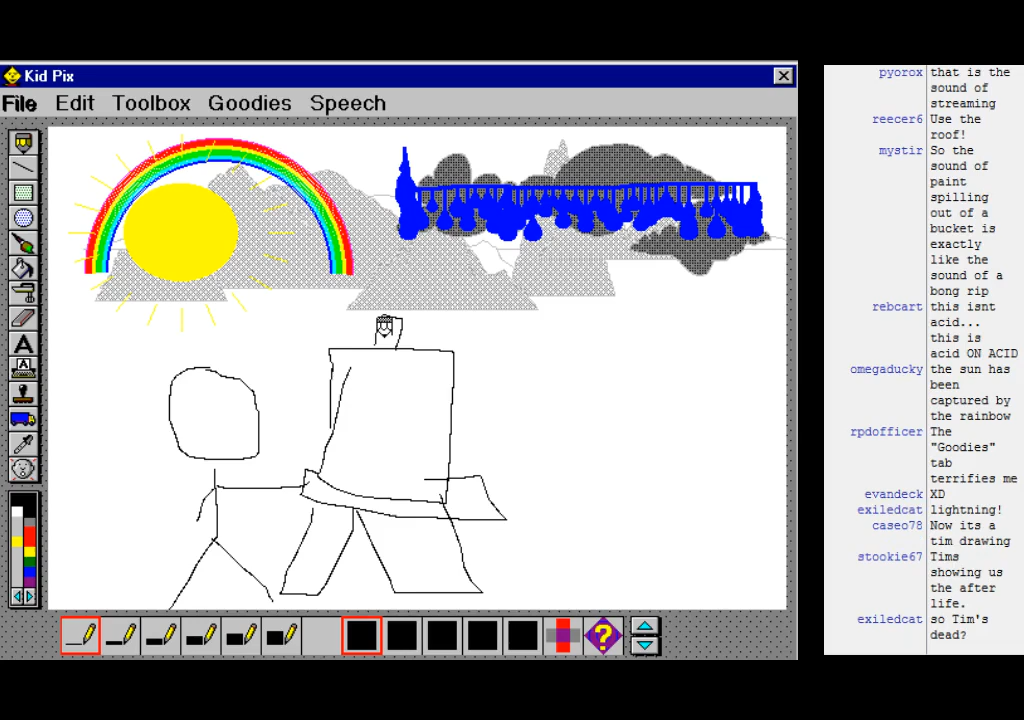 Kid Pix
File Edit Toolbox Goodies Speech
A
A
?
pyorox that is the
sound of
streaming
reecer6 Use the
roof!
mystir So the
sound of
paint
spilling
out of a
bucket is
exactly
like the
sound of a
bong rip
rebcart this isnt
acid...
this is
acid ON ACID
omegaducky the sun has
been
captured by
the rainbow
rpdofficer The
"Goodies"
tab
terrifies me
evandeck XD
exiledcat lightning!
caseo78 Now its a
tim drawing
stookie67 Tims
showing us
the after
life.
exiledcat so Tim's
dead?